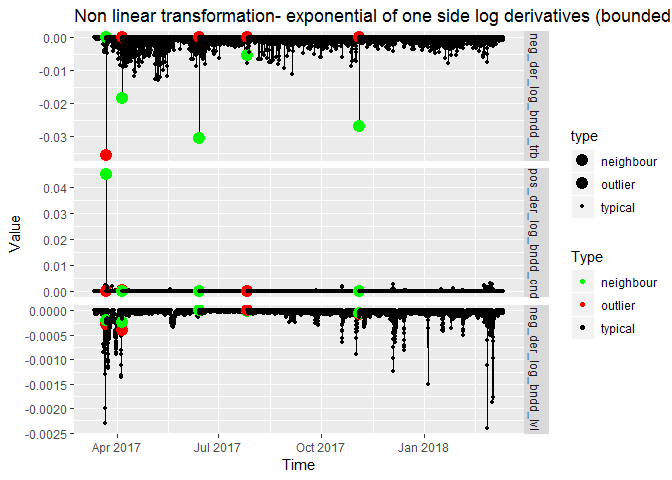 Non linear transformation- exponential of one side log derivatives (bounded
0.00
-0.01
-0.02
-0.03
neg_der_log_bndd_trb
0.04
0.03
0.02
0.01
0.00
pos_der_log_bndd_cnd
0.0000
-0.0005
-0.0010
-0.0015
-0.0020
-0.0025
neg_der_log_bndd_lvl
Value
Apr 2017
Jul 2017
Oct 2017
Jan 2018
Time
type
neighbour
outlier
typical
Type
neighbour
outlier
typical